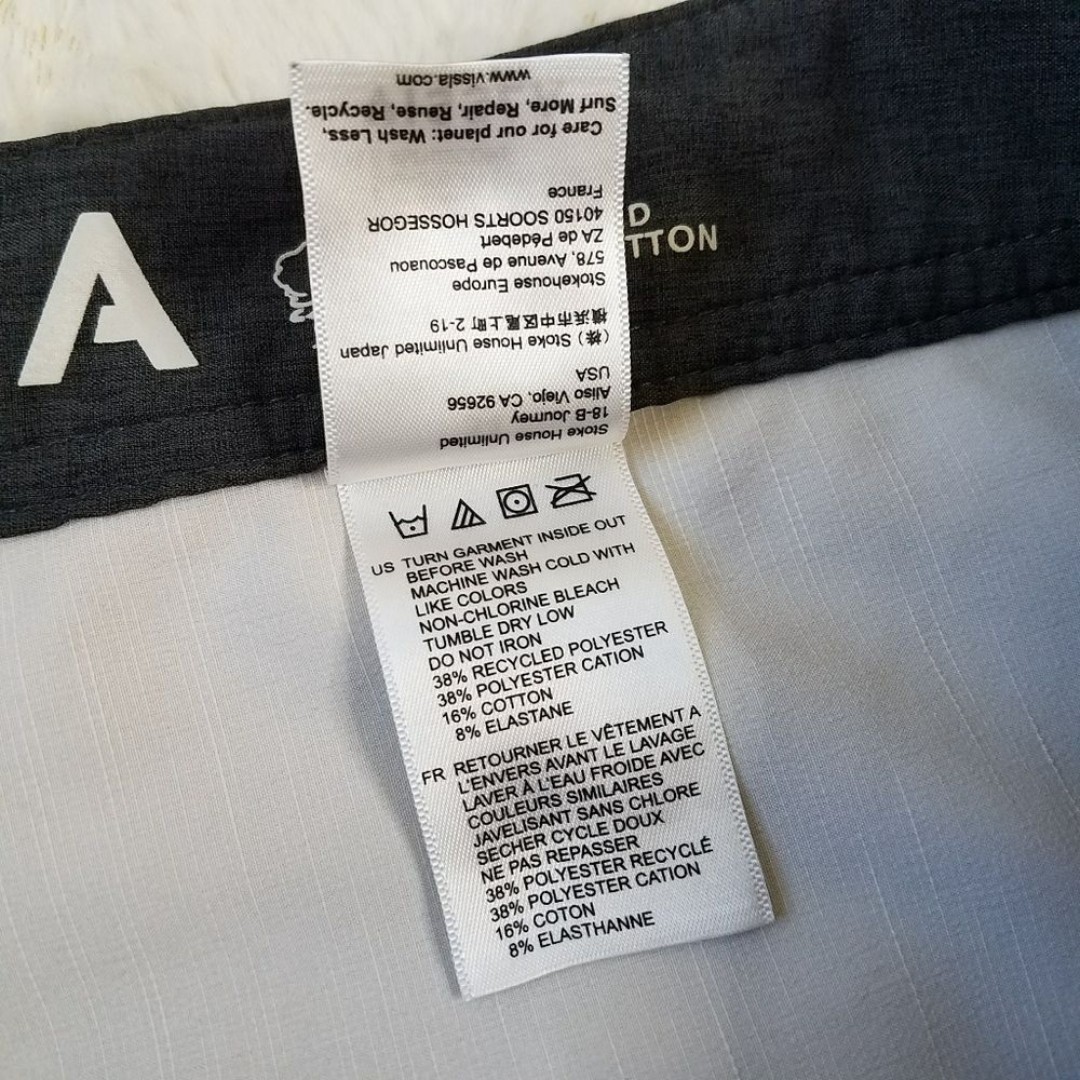 A
D
TTON
Stoke House Unlimited
18-B Journey
Aliso Viejo, CA 92656
USA
(株) Stoke House Unlimited Japan
横浜市中区尾上町 2-19
Stokehouse Europe
578, Avenue de Pascouaou
ZA de Pédebert
40150 SOORTS HOSSEGOR
France
Care for our planet: Wash Less,
Surf More, Repair, Reuse, Recycle.
www.vissla.com
US TURN GARMENT INSIDE OUT
BEFORE WASH
MACHINE WASH COLD WITH
LIKE COLORS
NON-CHLORINE BLEACH
TUMBLE DRY LOW
DO NOT IRON
38% RECYCLED POLYESTER
38% POLYESTER CATION
16% COTTON
8% ELASTANE
FR RETOURNER LE VÊTEMENT A
L'ENVERS AVANT LE LAVAGE
LAVER À L'EAU FROIDE AVEC
COULEURS SIMILAIRES
JAVELISANT SANS CHLORE
SECHER CYCLE DOUX
NE PAS REPASSER
38% POLYESTER RECYCLÉ
38% POLYESTER CATION
16% COTON
8% ELASTHANNE